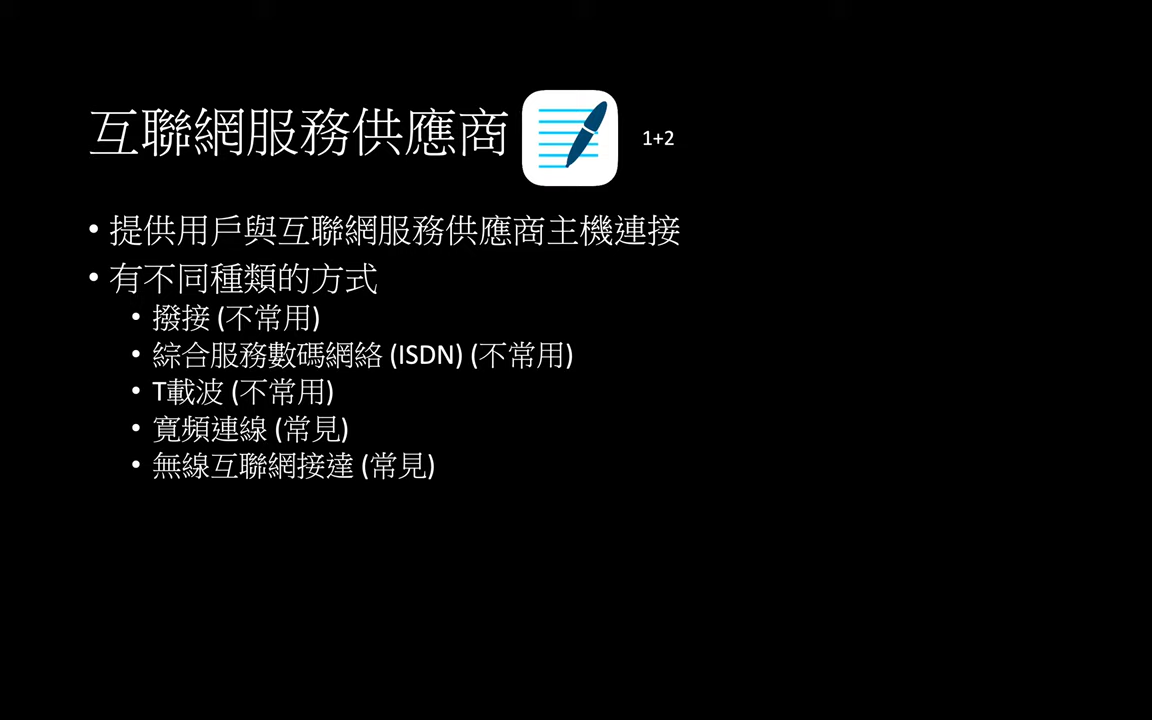 互聯網服務供應商 1+2
• 提供用戶與互聯網服務供應商主機連接
• 有不同種類的方式
• 撥接 (不常用)
• 綜合服務數碼網絡 (ISDN) (不常用)
• T載波 (不常用)
• 寬頻連線 (常見)
• 無線互聯網接達 (常見)